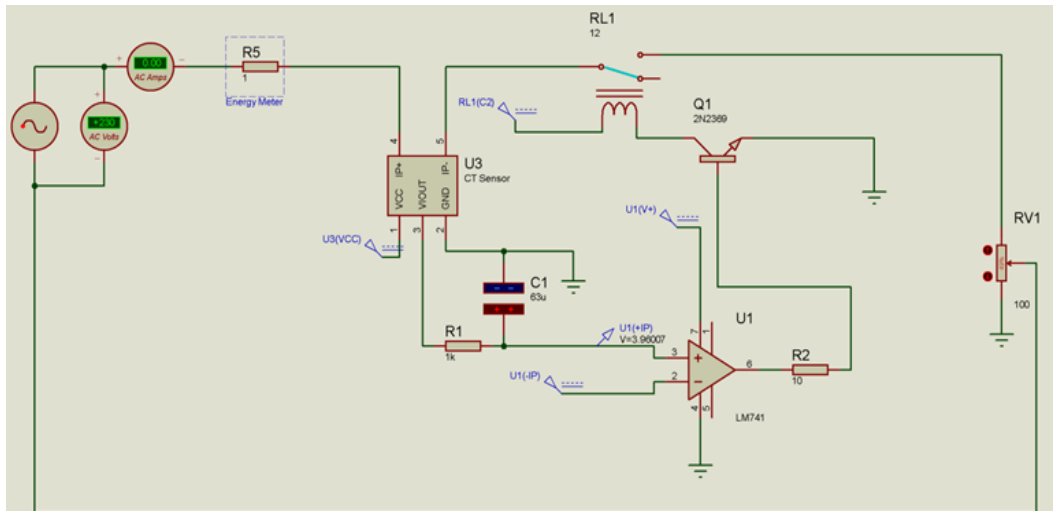 RL1
12
R5
1
Energy Meter
0.00
AC Amps
+230
AC Volts
+
-
+
-
RL1(C2)
Q1
2N2369
4
5
IP+
IP-
U3
CT Sensor
VCC
VIOUT
GND
1
3
2
U3(VCC)
U1(V+)
RV1
100
C1
63u
R1
1k
U1(+IP)
V=3.96007
U1(-IP)
U1
7
1
3
2
6
4
5
+
-
LM741
R2
10